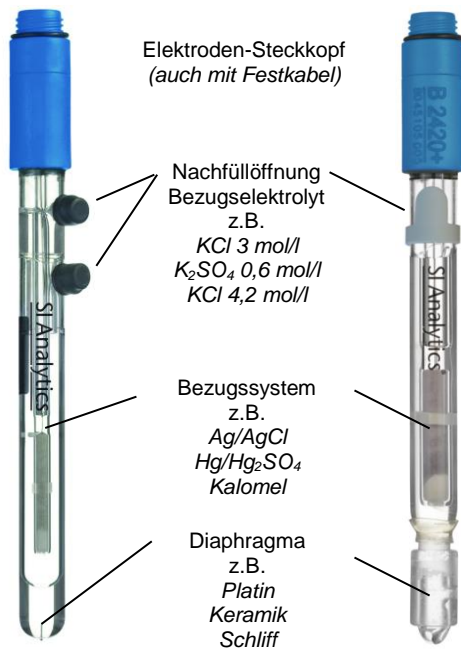 Elektroden-Steckkopf
(auch mit Festkabel)
B 2420+
Nachfüllöffnung
Bezugselektrolyt
z.B.
KCl 3 mol/l
K₂SO₄ 0,6 mol/l
KCl 4,2 mol/l
SI Analytics
SI Analytics
Bezugssystem
z.B.
Ag/AgCl
Hg/Hg₂SO₄
Kalomel
Diaphragma
z.B.
Platin
Keramik
Schliff